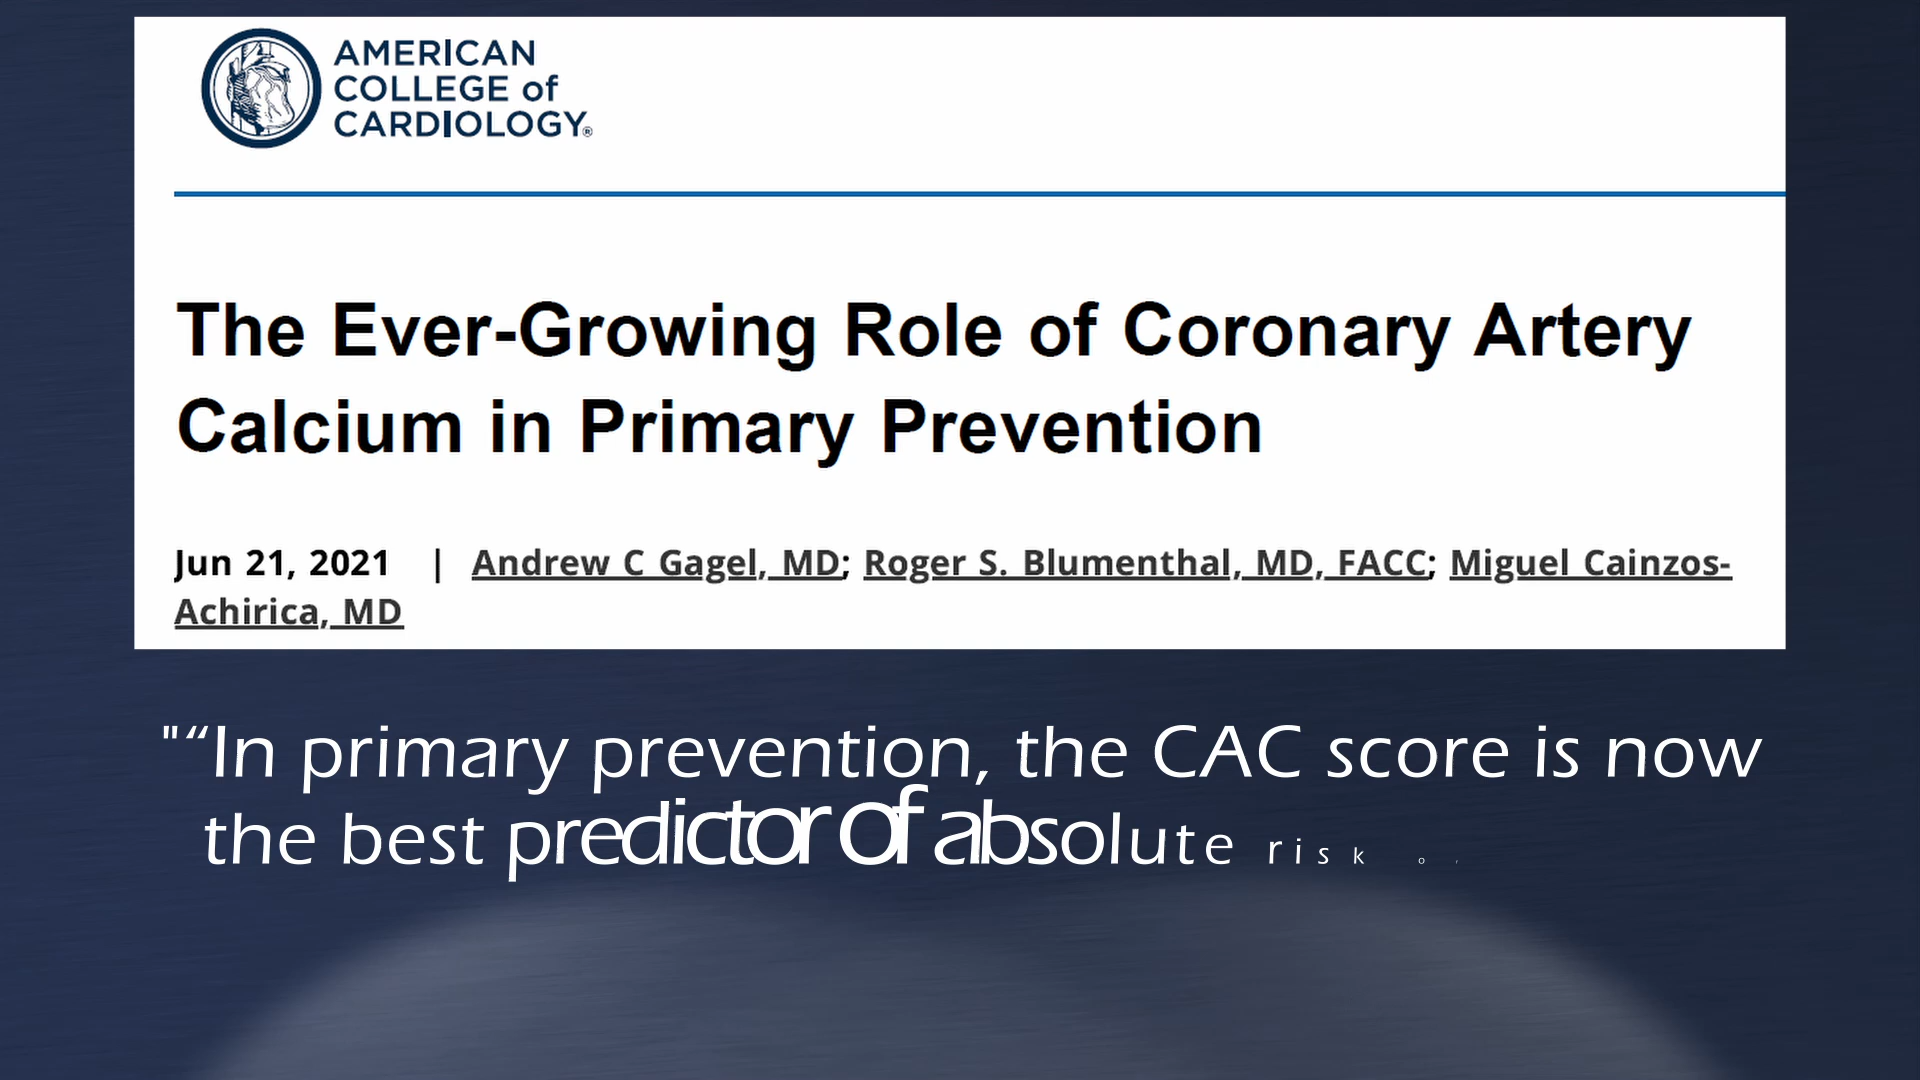 AMERICAN
COLLEGE of
CARDIOLOGY®
The Ever-Growing Role of Coronary Artery
Calcium in Primary Prevention
Jun 21, 2021 | Andrew C Gagel, MD; Roger S. Blumenthal, MD, FACC; Miguel Cainzos-
Achirica, MD
"“In primary prevention, the CAC score is now
the best predictor of absolute risk